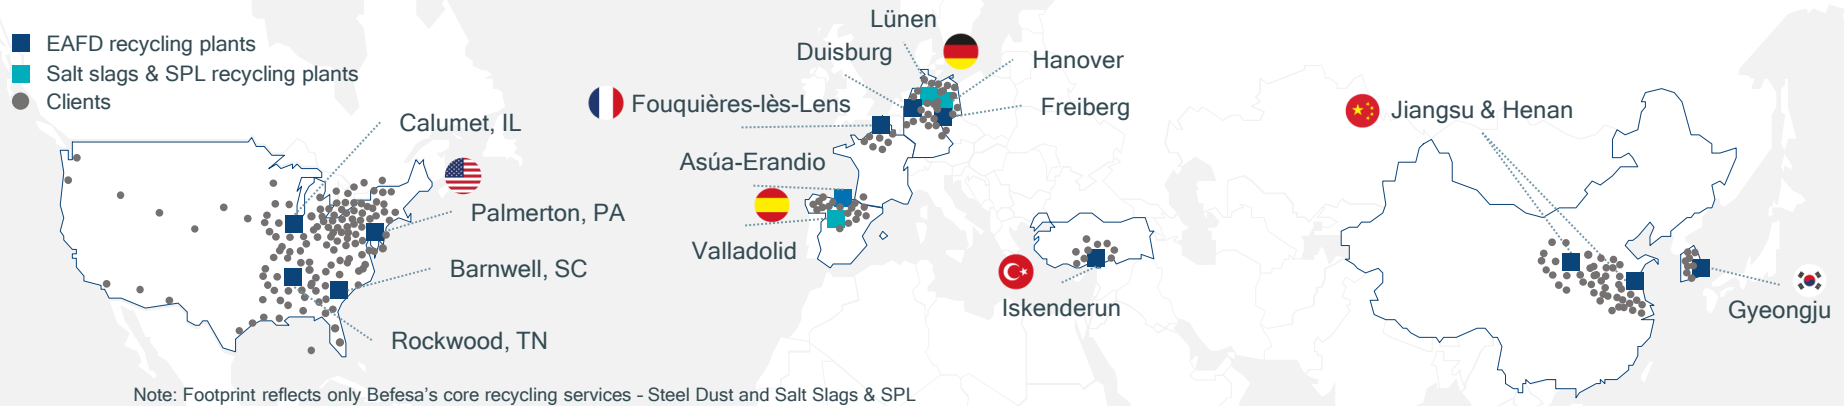 EAFD recycling plants
Salt slags & SPL recycling plants
Clients
Calumet, IL
Palmerton, PA
Barnwell, SC
Rockwood, TN
Lünen
Duisburg
Hanover
Fouquières-lès-Lens
Freiberg
Asúa-Erandio
Valladolid
Iskenderun
Jiangsu & Henan
Gyeongju
Note: Footprint reflects only Befesa's core recycling services - Steel Dust and Salt Slags & SPL